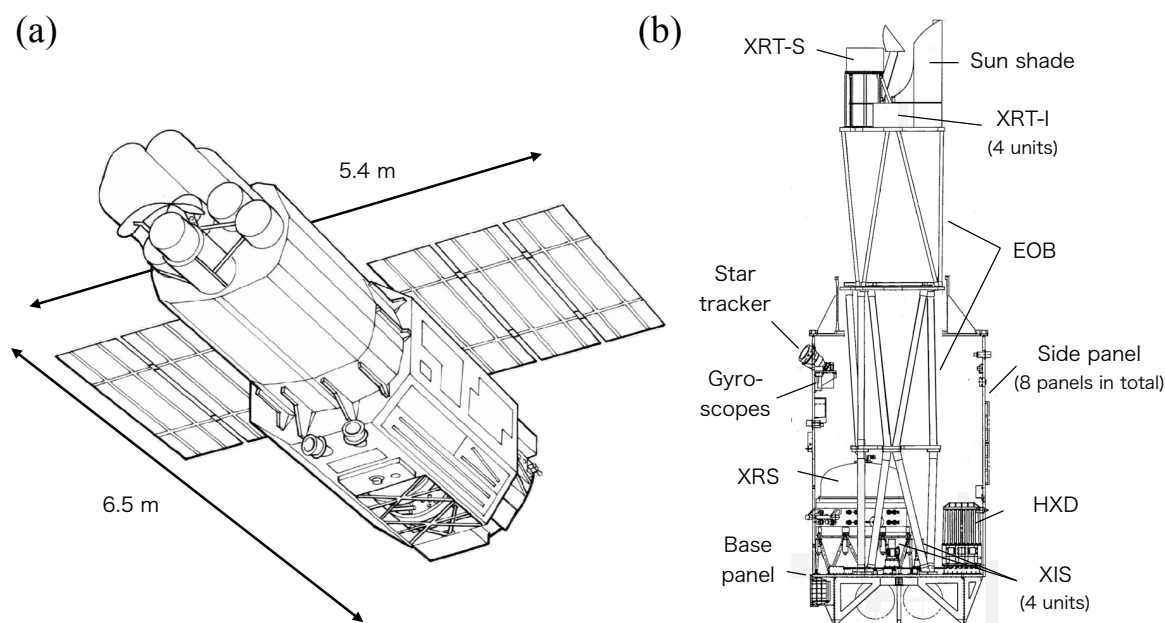 (a)
5.4 m
6.5 m
(b)
XRT-S
Sun shade
XRT-I
(4 units)
EOB
Star
tracker
Gyro-
scopes
Side panel
(8 panels in total)
XRS
HXD
Base
panel
XIS
(4 units)